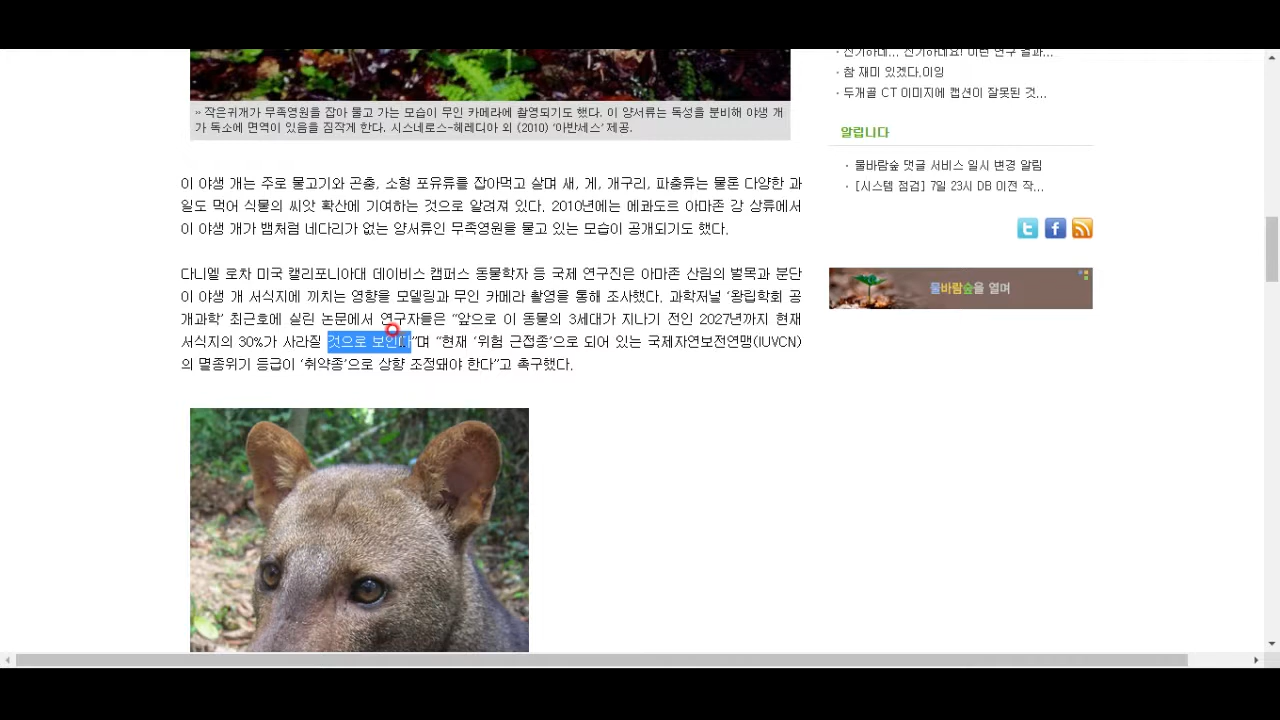 » 작은귀개가 무족영원을 잡아 물고 가는 모습이 무인 카메라에 촬영되기도 했다. 이 양서류는 독성을 분비해 야생 개
가 독소에 면역이 있음을 짐작게 한다. 시스네로스-헤레디아 외 (2010) ‘아반세스’ 제공.
이 야생 개는 주로 물고기와 곤충, 소형 포유류를 잡아먹고 살며 새, 게, 개구리, 파충류는 물론 다양한 과
일도 먹어 식물의 씨앗 확산에 기여하는 것으로 알려져 있다. 2010년에는 에콰도르 아마존 강 상류에서
이 야생 개가 뱀처럼 네다리가 없는 양서류인 무족영원을 물고 있는 모습이 공개되기도 했다.
다니엘 로차 미국 캘리포니아대 데이비스 캠퍼스 동물학자 등 국제 연구진은 아마존 산림의 벌목과 분단
이 야생 개 서식지에 끼치는 영향을 모델링과 무인 카메라 촬영을 통해 조사했다. 과학저널 ‘왕립학회 공
개과학’ 최근호에 실린 논문에서 연구자들은 “앞으로 이 동물의 3세대가 지나기 전인 2027년까지 현재
서식지의 30%가 사라질 것으로 보인다”며 “현재 ‘위험 근접종’으로 되어 있는 국제자연보전연맹(IUVCN)
의 멸종위기 등급이 ‘취약종’으로 상향 조정돼야 한다”고 촉구했다.
· 신기하네... 신기하네요! 이런 연구 결과...
· 참 재미 있겠다.이잉
· 두개골 CT 이미지에 캡션이 잘못된 것...
알립니다
· 물바람숲 댓글 서비스 일시 변경 알림
· [시스템 점검] 7일 23시 DB 이전 작...
물바람숲을 열며